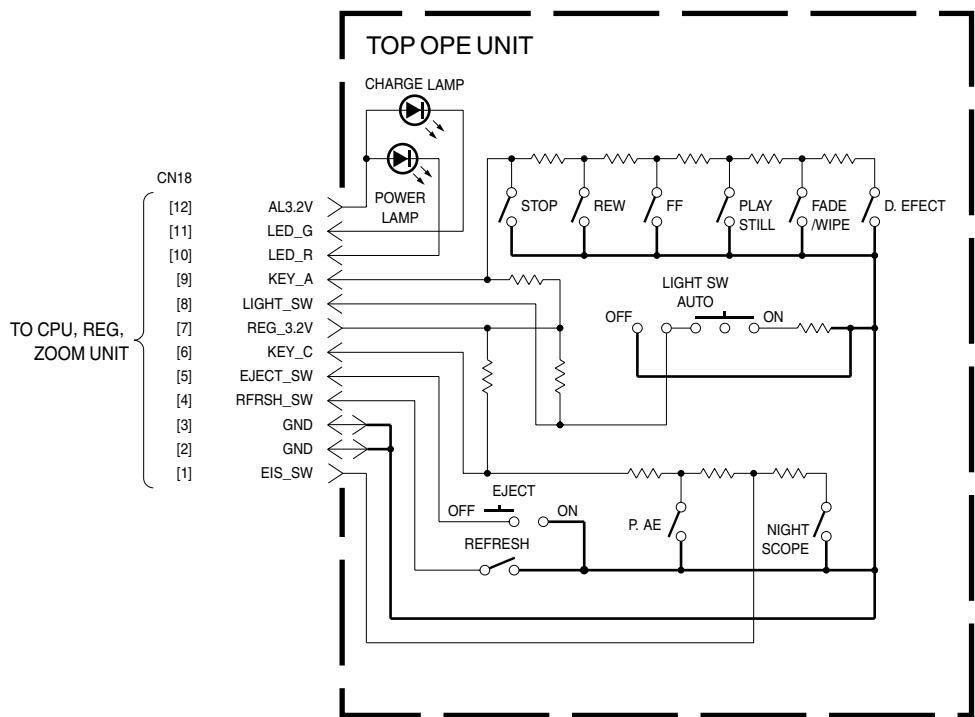 TOP OPE UNIT
CHARGE LAMP
POWER
LAMP
CN18
[12] AL3.2V
[11] LED_G
[10] LED_R
[9] KEY_A
[8] LIGHT_SW
[7] REG_3.2V
[6] KEY_C
[5] EJECT_SW
[4] RFRSH_SW
[3] GND
[2] GND
[1] EIS_SW
TO CPU, REG,
ZOOM UNIT
STOP
REW
FF
PLAY
STILL
FADE
/WIPE
D. EFECT
LIGHT SW
AUTO
OFF ON
EJECT
OFF ON
REFRESH
P. AE
NIGHT
SCOPE